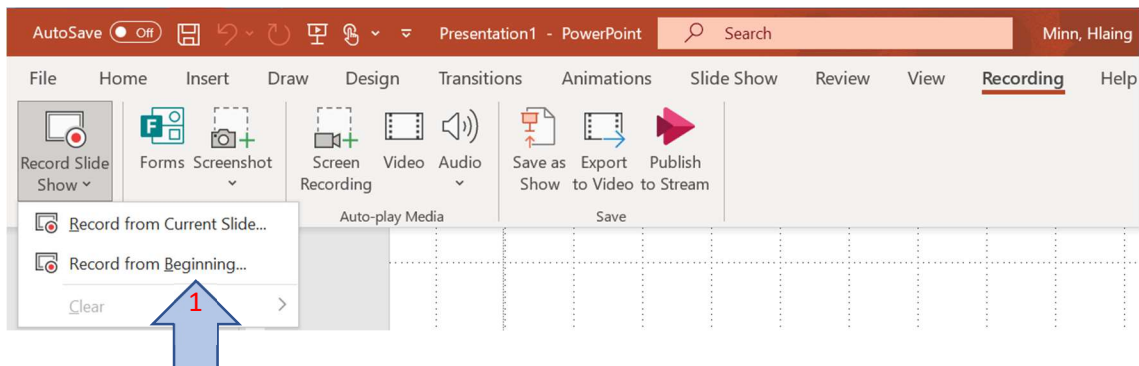 AutoSave Off Presentation1 - PowerPoint Search Minn, Hlaing
File Home Insert Draw Design Transitions Animations Slide Show Review View Recording Help
Record Slide Show
Forms
Screenshot
Screen Recording
Video
Audio
Save as Show
Export to Video
Publish to Stream
Auto-play Media
Save
Record from Current Slide...
Record from Beginning...
Clear
1